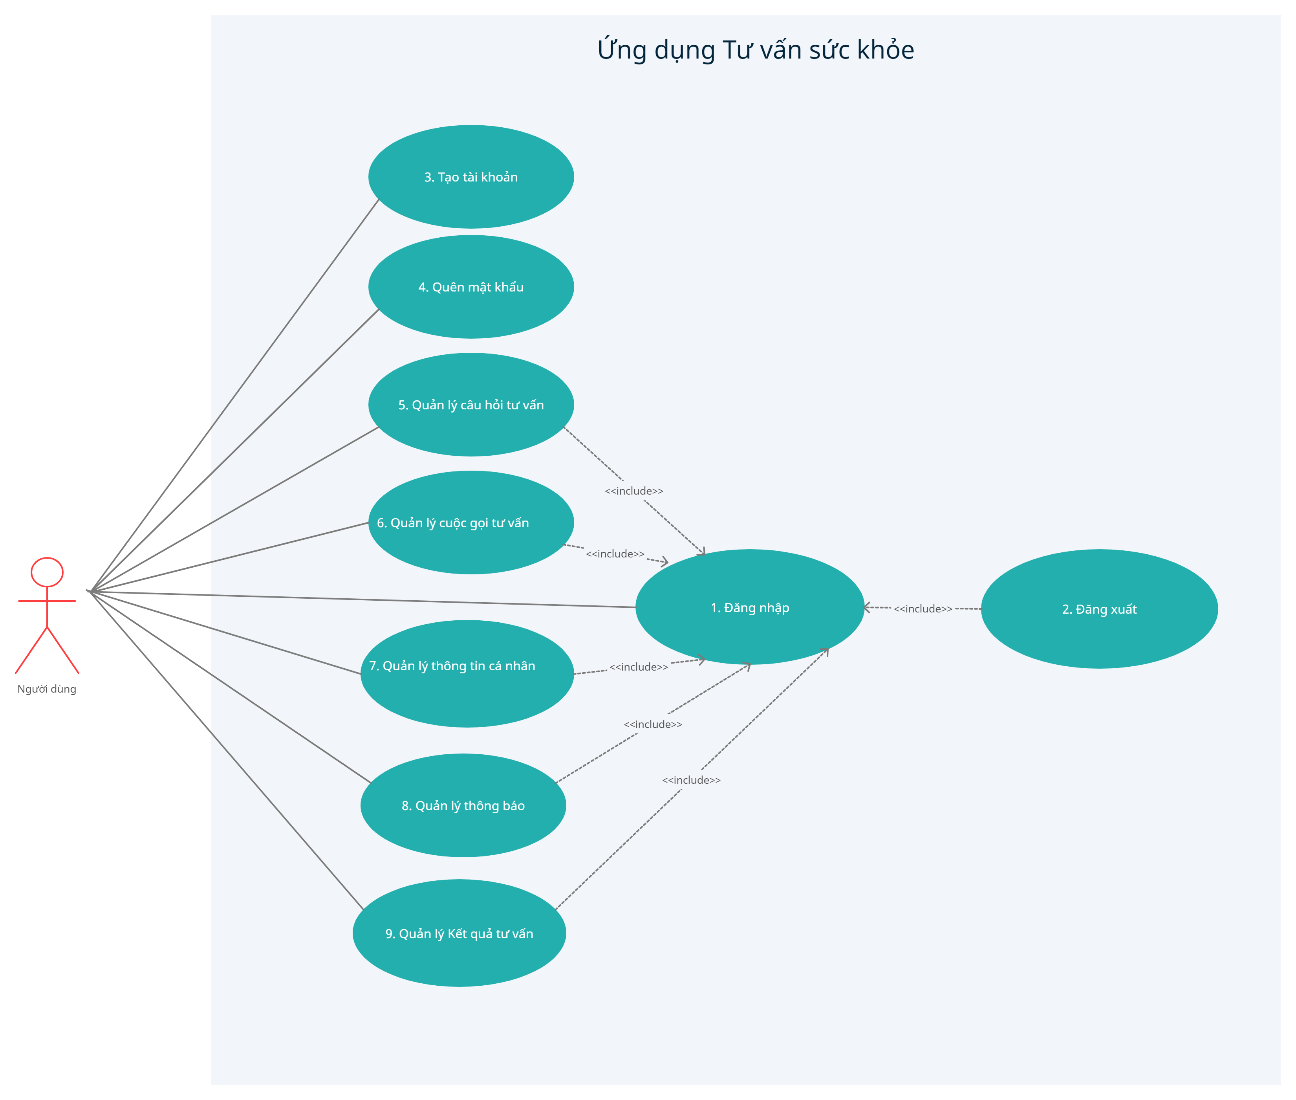 Ứng dụng Tư vấn sức khỏe
3. Tạo tài khoản
4. Quên mật khẩu
5. Quản lý câu hỏi tư vấn
<<include>>
6. Quản lý cuộc gọi tư vấn
<<include>>
1. Đăng nhập
<<include>>
2. Đăng xuất
7. Quản lý thông tin cá nhân
<<include>>
Người dùng
<<include>>
8. Quản lý thông báo
<<include>>
9. Quản lý Kết quả tư vấn